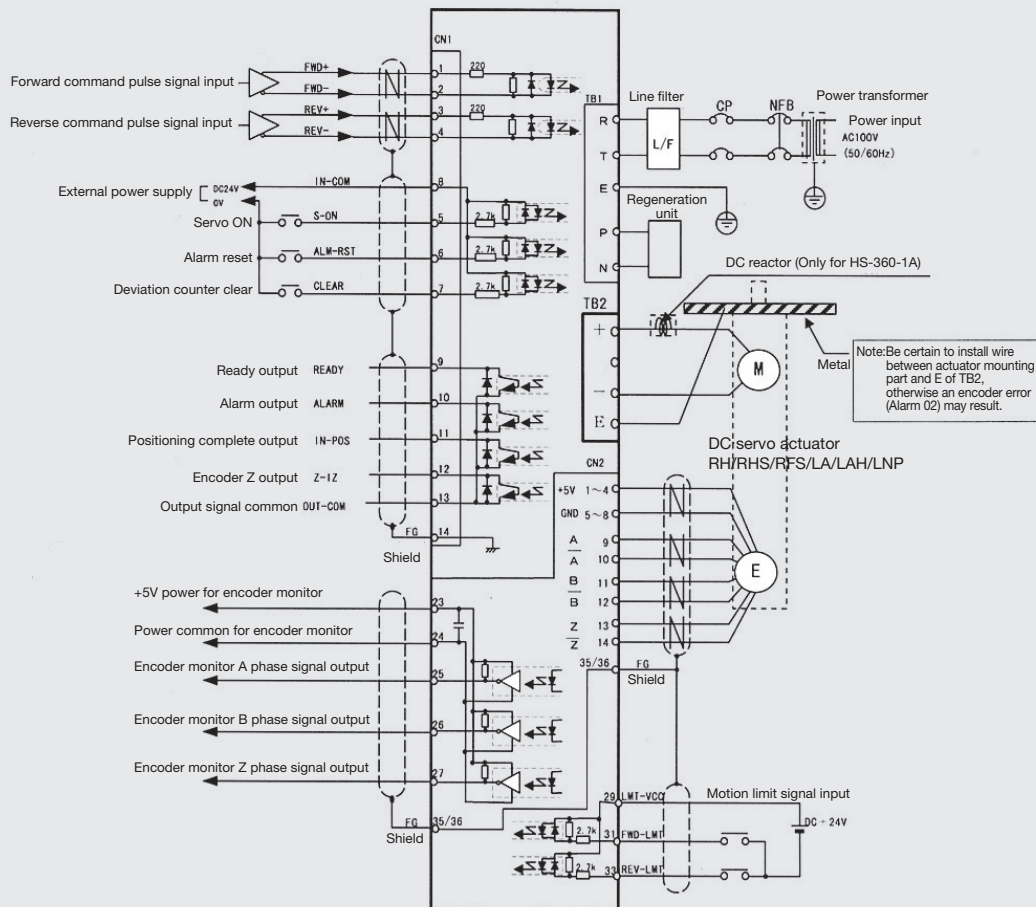 CN1
Forward command pulse signal input
FWD+
1
220
FWD-
2
Reverse command pulse signal input
REV+
3
220
REV-
4
External power supply
DC24V
0V
IN-COM
8
Servo ON
S-ON
5
2.7k
Alarm reset
ALM-RST
6
2.7k
Deviation counter clear
CLEAR
7
2.7k
Ready output
READY
9
Alarm output
ALARM
10
Positioning complete output
IN-POS
11
Encoder Z output
Z-IZ
12
Output signal common
OUT-COM
13
FG
14
Shield
+5V power for encoder monitor
23
Power common for encoder monitor
24
Encoder monitor A phase signal output
25
Encoder monitor B phase signal output
26
Encoder monitor Z phase signal output
27
FG
35/36
Shield
TB1
R
T
E
P
N
Line filter
L/F
CP
NFB
Power transformer
Power input
AC100V
(50/60Hz)
Regeneration
unit
DC reactor (Only for HS-360-1A)
TB2
+
−
E
M
Metal
Note:Be certain to install wire
between actuator mounting
part and E of TB2,
otherwise an encoder error
(Alarm 02) may result.
DC servo actuator
RH/RHS/RFS/LA/LAH/LNP
CN2
+5V 1~4
GND 5~8
A 9
A̅ 10
B 11
B̅ 12
Z 13
Z̅ 14
E
35/36
FG
Shield
29
LMT-VCC
Motion limit signal input
DC+24V
2.7k
31
FWD-LMT
2.7k
33
REV-LMT